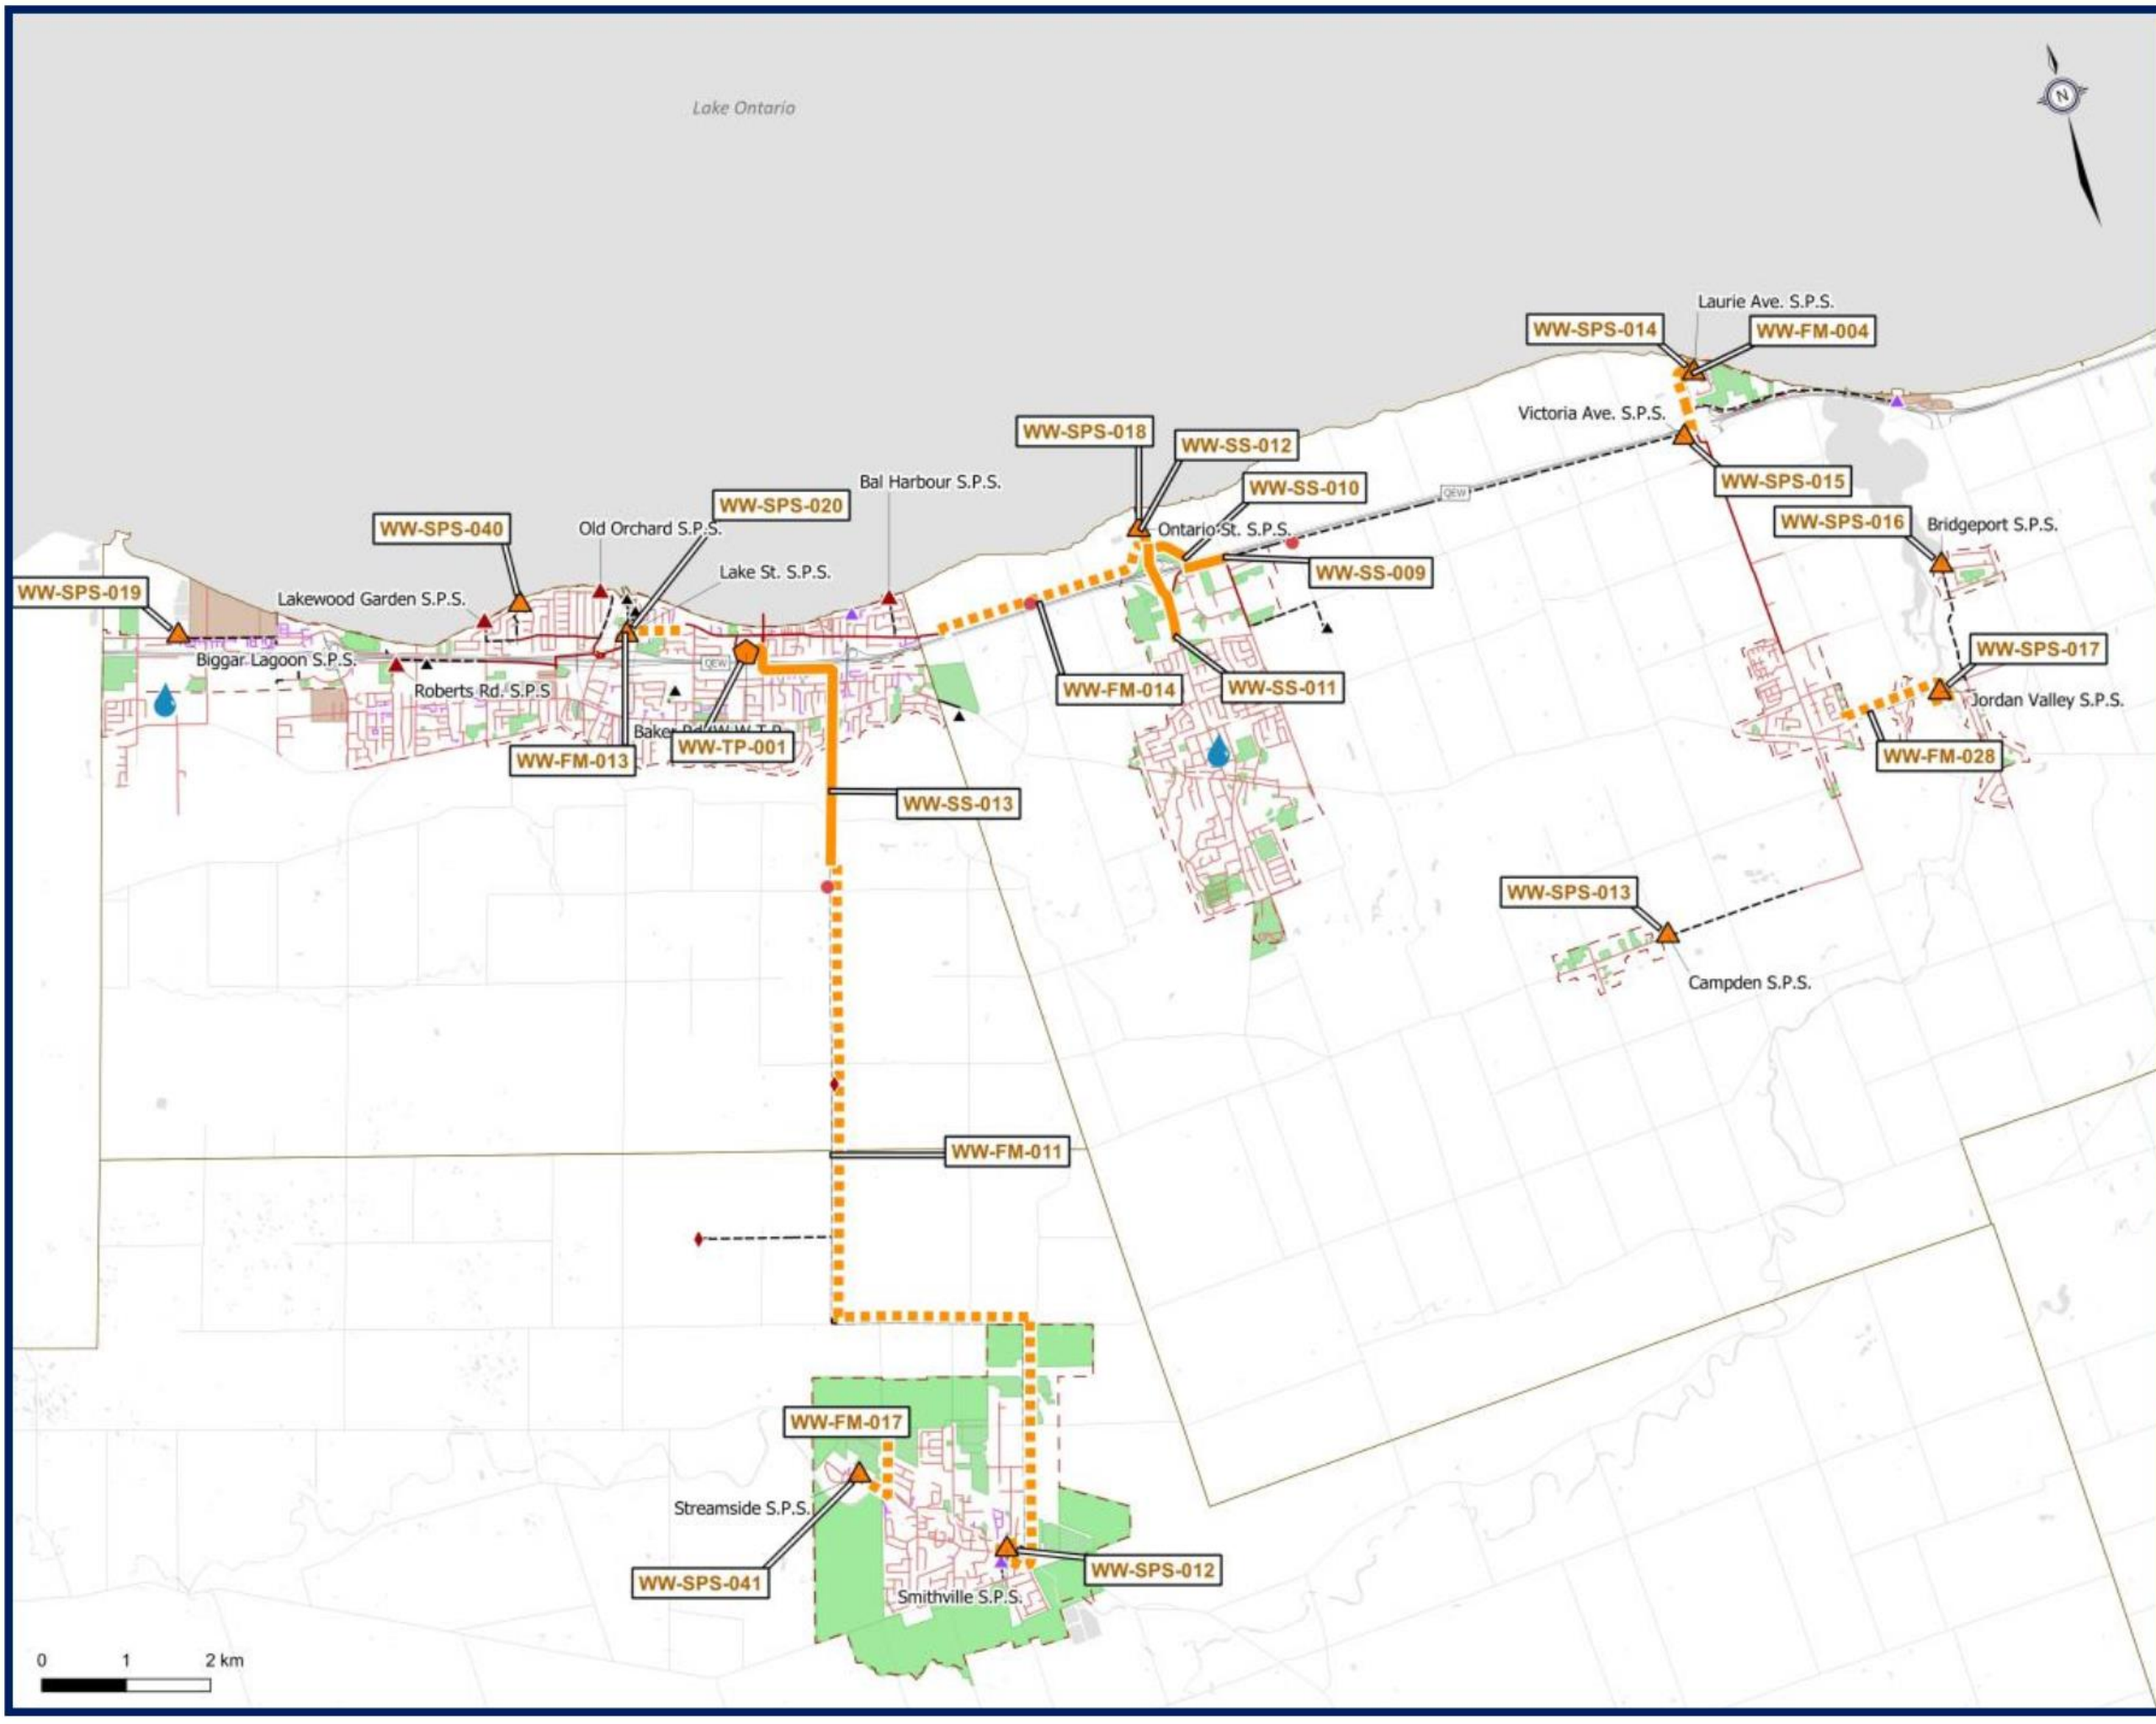 Lake Ontario
N
Laurie Ave. S.P.S.
WW-SPS-014
WW-FM-004
Victoria Ave. S.P.S.
WW-SPS-018
WW-SS-012
WW-SPS-015
Bal Harbour S.P.S.
WW-SS-010
QEW
WW-SPS-020
WW-SPS-040
Old Orchard S.P.S.
Ontario St. S.P.S.
WW-SPS-016
Bridgeport S.P.S.
Lake St. S.P.S.
WW-SS-009
WW-SPS-019
Lakewood Garden S.P.S.
WW-SPS-017
Biggar Lagoon S.P.S.
QEW
Roberts Rd. S.P.S
WW-FM-014
WW-SS-011
Jordan Valley S.P.S.
Baker
WW-TP-001
WW-FM-013
WW-FM-028
WW-SS-013
WW-SPS-013
Campden S.P.S.
WW-FM-011
WW-FM-017
Streamside S.P.S.
WW-SPS-041
WW-SPS-012
Smithville S.P.S.
0 1 2 km